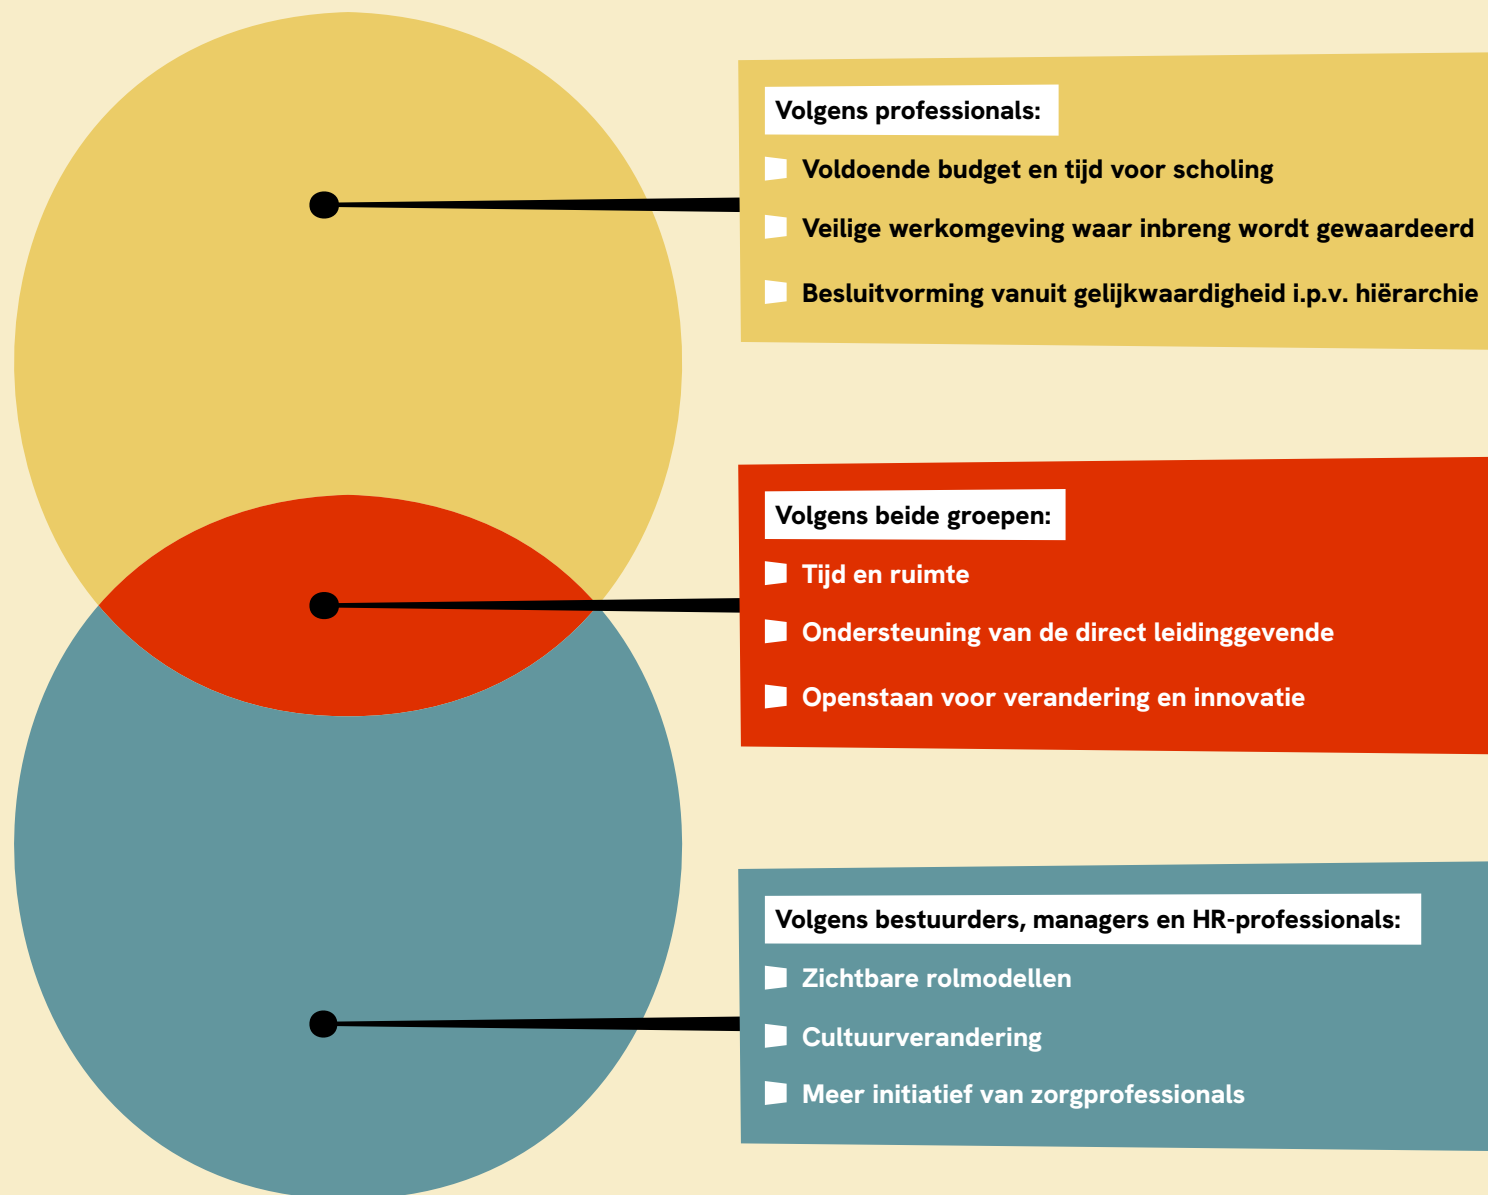 Volgens professionals:
Voldoende budget en tijd voor scholing
Veilige werkomgeving waar inbreng wordt gewaardeerd
Besluitvorming vanuit gelijkwaardigheid i.p.v. hiërarchie
Volgens beide groepen:
Tijd en ruimte
Ondersteuning van de direct leidinggevende
Openstaan voor verandering en innovatie
Volgens bestuurders, managers en HR-professionals:
Zichtbare rolmodellen
Cultuurverandering
Meer initiatief van zorgprofessionals